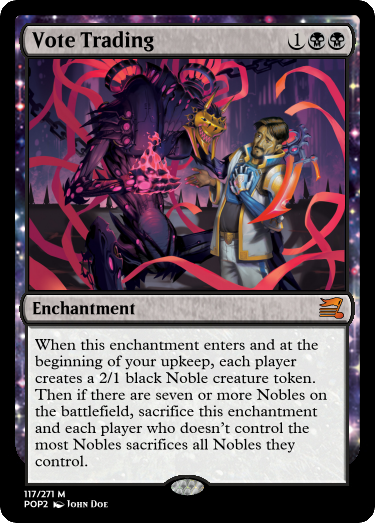 Vote Trading 1
Enchantment
When this enchantment enters and at the
beginning of your upkeep, each player
creates a 2/1 black Noble creature token.
Then if there are seven or more Nobles on
the battlefield, sacrifice this enchantment
and each player who doesn't control the
most Nobles sacrifices all Nobles they
control.
117/271 M
POP2 John Doe